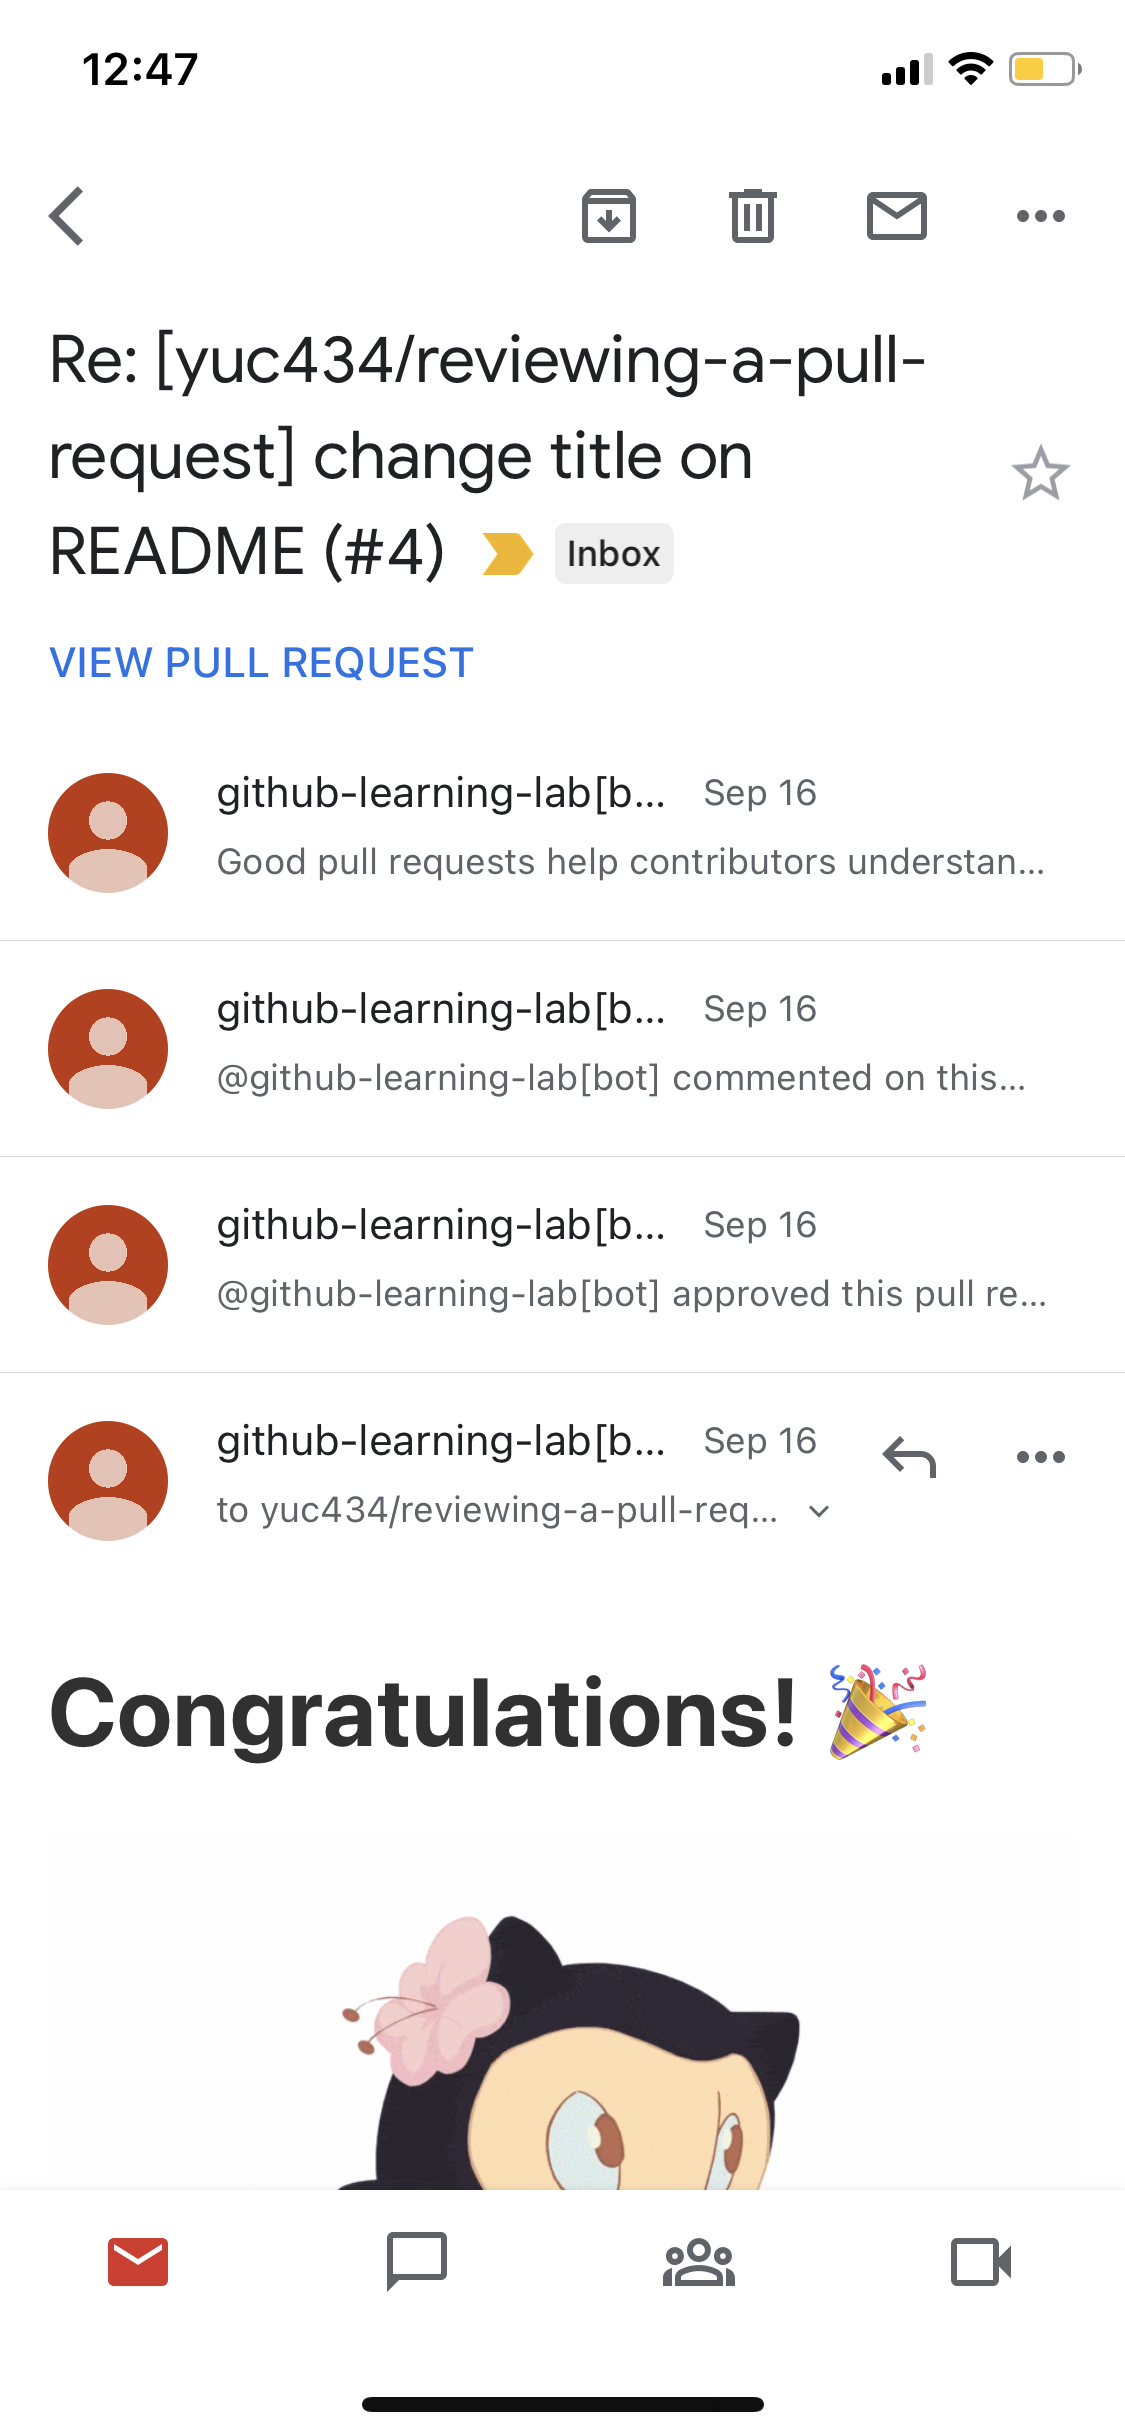 12:47
Re: [yuc434/reviewing-a-pull-
request] change title on
README (#4) Inbox
VIEW PULL REQUEST
github-learning-lab[b... Sep 16
Good pull requests help contributors understan...
github-learning-lab[b... Sep 16
@github-learning-lab[bot] commented on this...
github-learning-lab[b... Sep 16
@github-learning-lab[bot] approved this pull re...
github-learning-lab[b... Sep 16
to yuc434/reviewing-a-pull-req...
Congratulations! 🎉